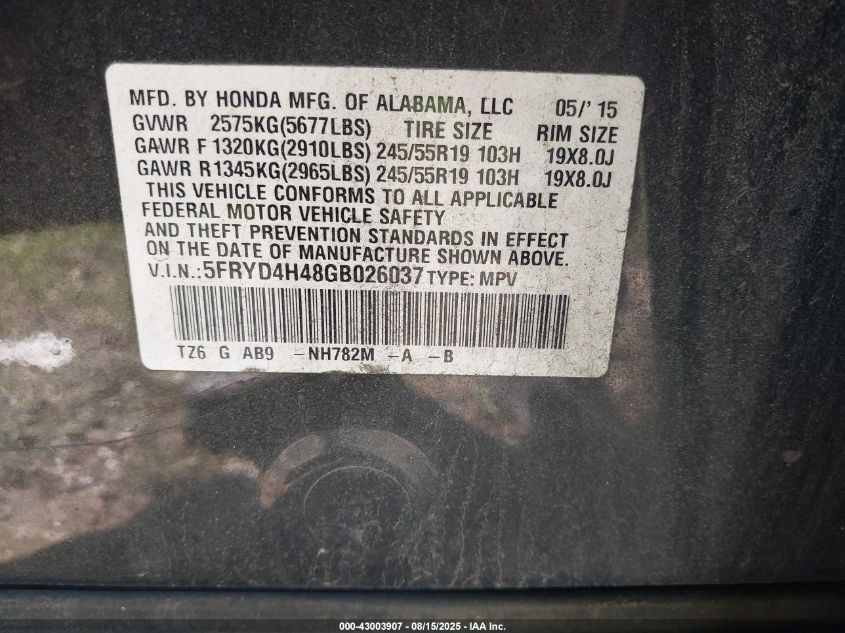 MFD. BY HONDA MFG. OF ALABAMA, LLC 05/' 15
GVWR 2575KG(5677LBS) TIRE SIZE RIM SIZE
GAWR F 1320KG(2910LBS) 245/55R19 103H 19X8.0J
GAWR R1345KG(2965LBS) 245/55R19 103H 19X8.0J
THIS VEHICLE CONFORMS TO ALL APPLICABLE
FEDERAL MOTOR VEHICLE SAFETY
AND THEFT PREVENTION STANDARDS IN EFFECT
ON THE DATE OF MANUFACTURE SHOWN ABOVE.
V.I.N.:5FRYD4H48GB026037 TYPE: MPV
TZ6 G AB9 -NH782M -A -B
000-43003907 - 08/15/2025 - IAA Inc.